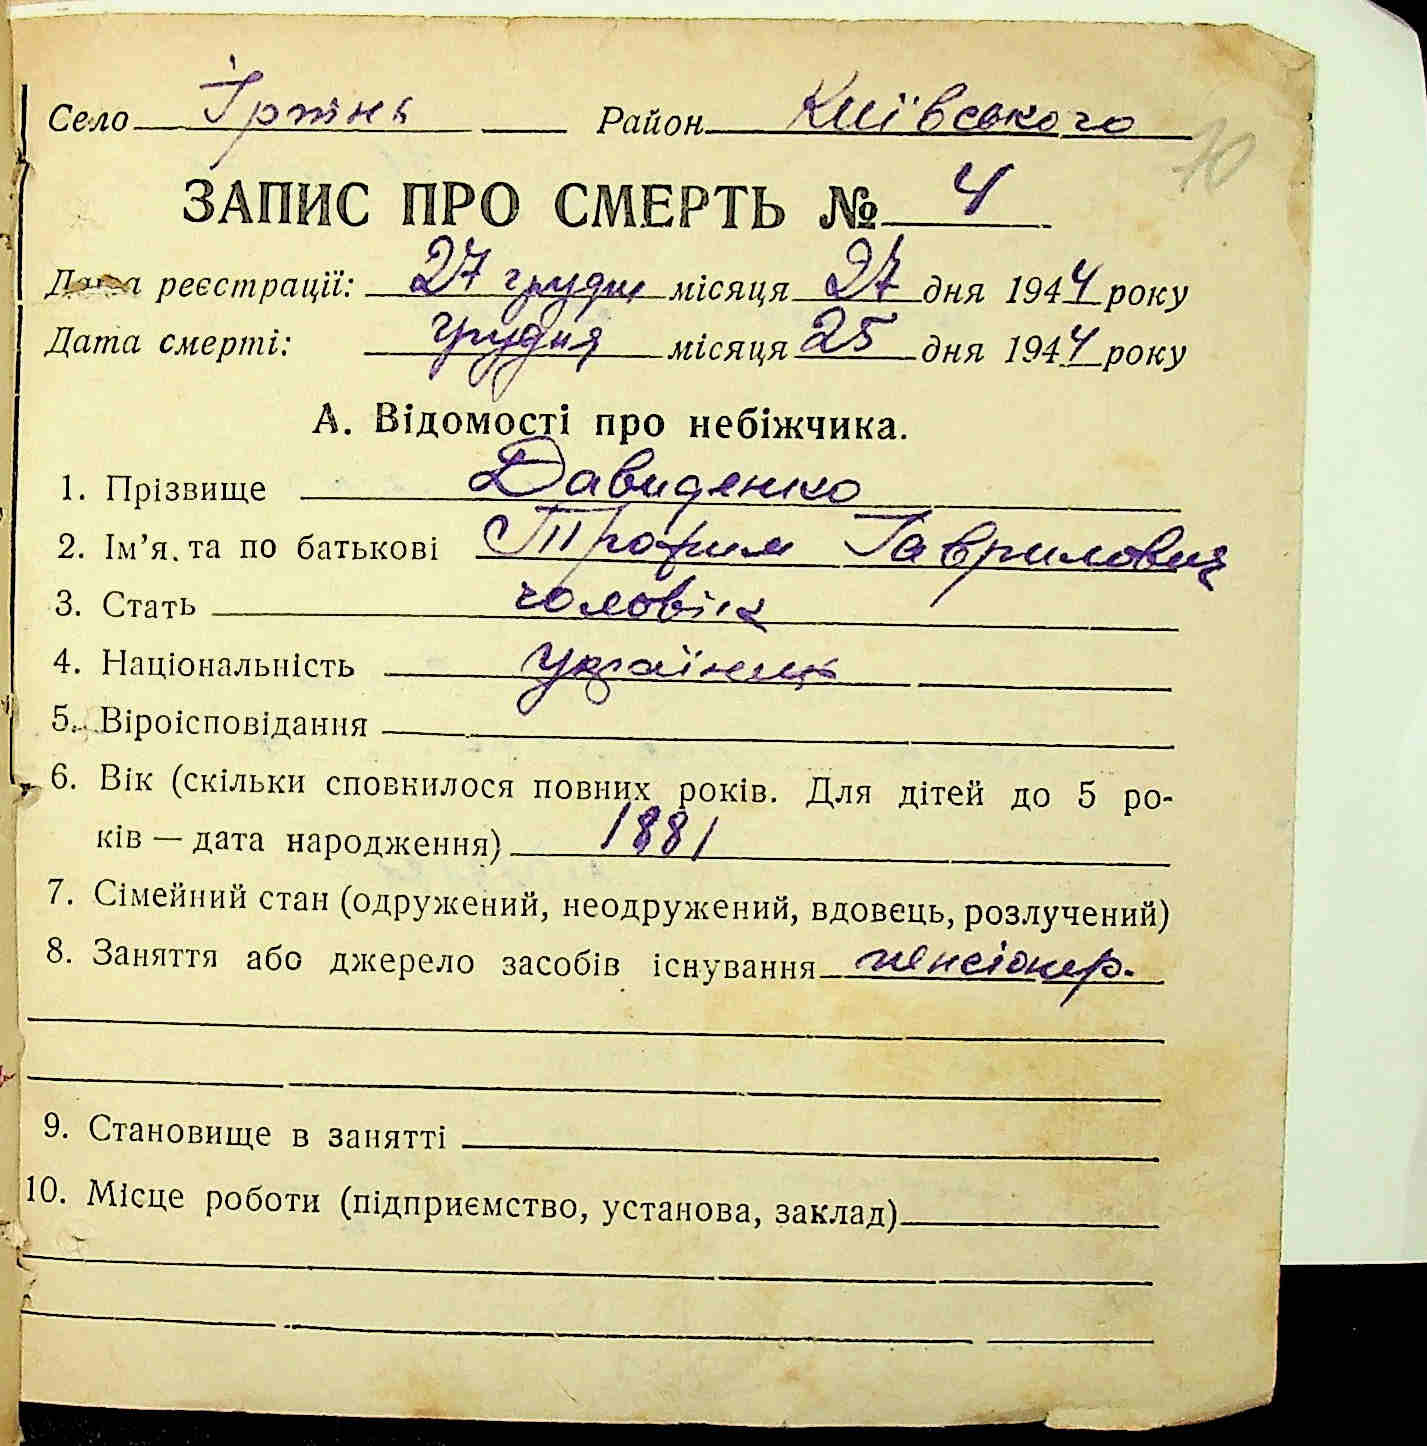 Село Ірпінь Район Київського
10
ЗАПИС ПРО СМЕРТЬ № 4
Дата реєстрації: 27 грудня місяця 27 дня 1944 року
Дата смерті: грудня місяця 25 дня 1944 року
А. Відомості про небіжчика.
1. Прізвище Давиденко
2. Ім’я та по батькові Трофим Гаврилович
3. Стать чоловік
4. Національність українець
5. Віроісповідання
6. Вік (скільки сповнилося повних років. Для дітей до 5 ро-
ків — дата народження) 1881
7. Сімейний стан (одружений, неодружений, вдовець, розлучений)
8. Заняття або джерело засобів існування пенсіонер.
9. Становище в занятті
10. Місце роботи (підприємство, установа, заклад)